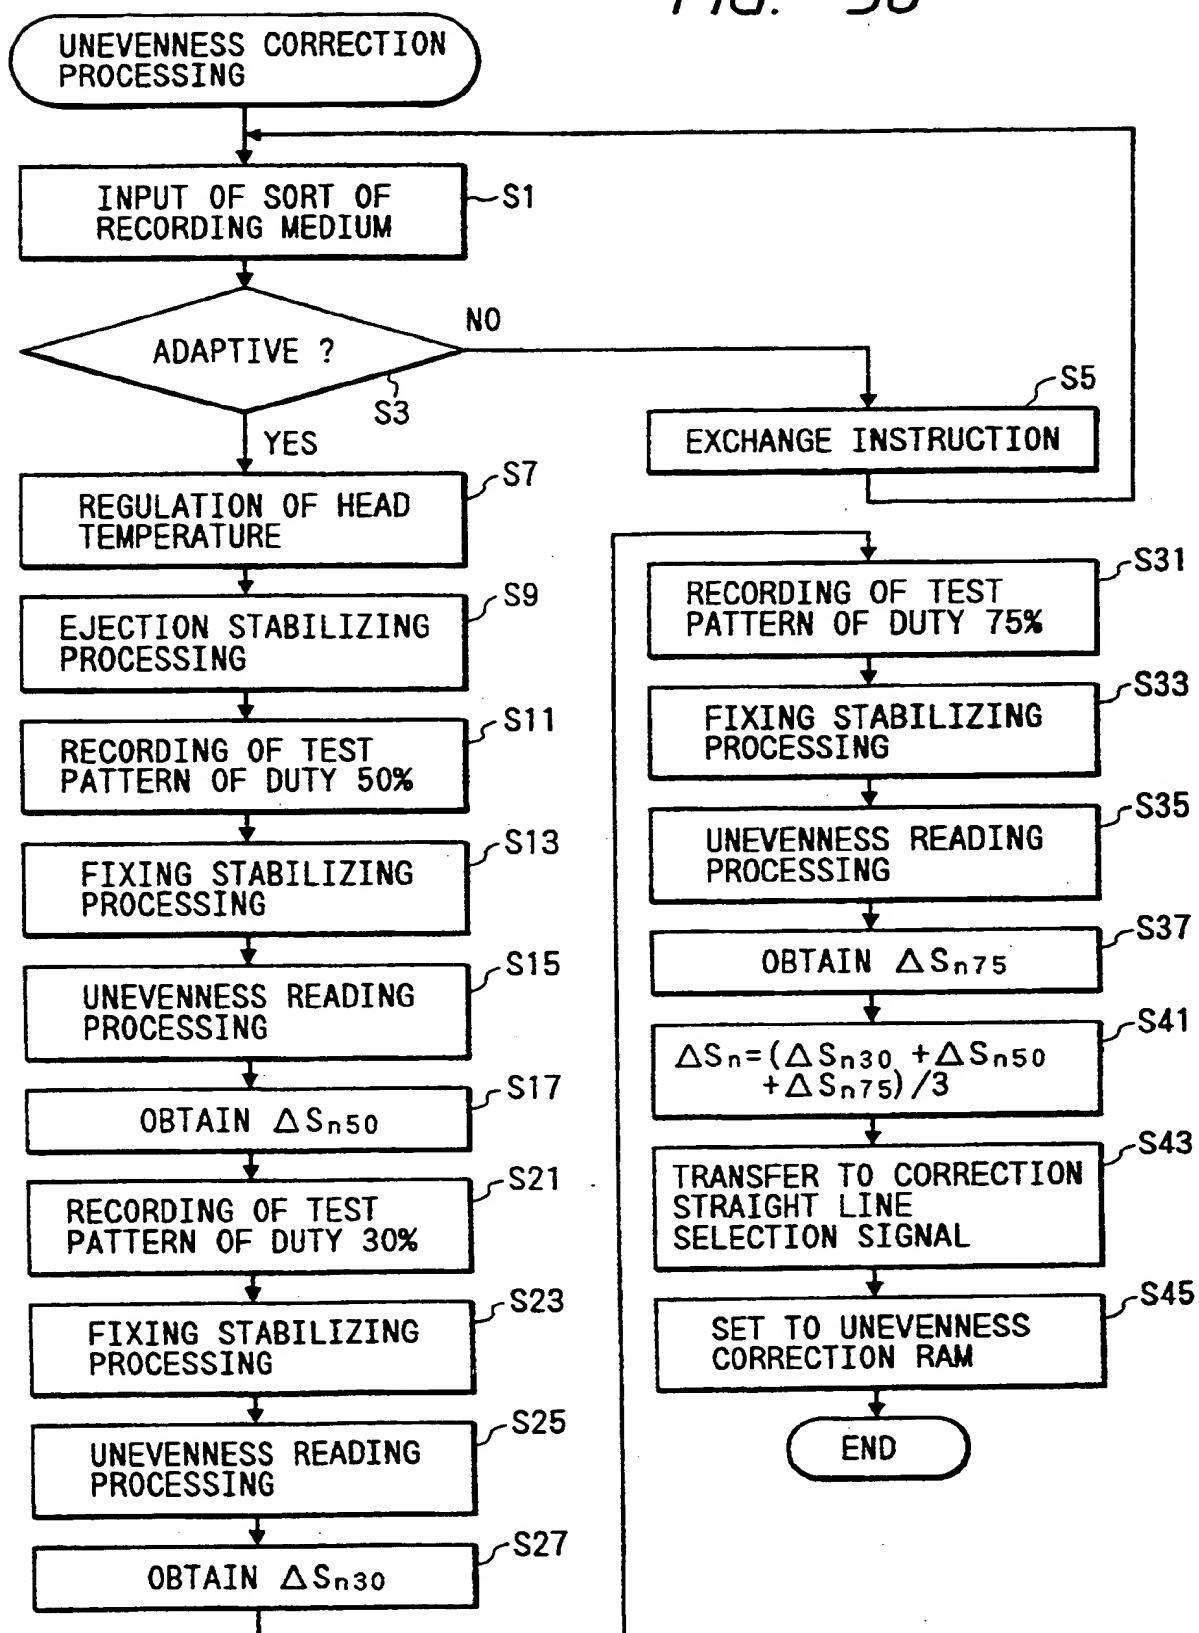 FIG. 36
UNEVENNESS CORRECTION
PROCESSING
INPUT OF SORT OF
RECORDING MEDIUM
S1
ADAPTIVE ?
S3
NO
YES
S5
EXCHANGE INSTRUCTION
REGULATION OF HEAD
TEMPERATURE
S7
EJECTION STABILIZING
PROCESSING
S9
RECORDING OF TEST
PATTERN OF DUTY 50%
S11
FIXING STABILIZING
PROCESSING
S13
UNEVENNESS READING
PROCESSING
S15
OBTAIN ΔSn50
S17
RECORDING OF TEST
PATTERN OF DUTY 30%
S21
FIXING STABILIZING
PROCESSING
S23
UNEVENNESS READING
PROCESSING
S25
OBTAIN ΔSn30
S27
RECORDING OF TEST
PATTERN OF DUTY 75%
S31
FIXING STABILIZING
PROCESSING
S33
UNEVENNESS READING
PROCESSING
S35
OBTAIN ΔSn75
S37
ΔSn=(ΔSn30 +ΔSn50
+ΔSn75)/3
S41
TRANSFER TO CORRECTION
STRAIGHT LINE
SELECTION SIGNAL
S43
SET TO UNEVENNESS
CORRECTION RAM
S45
END